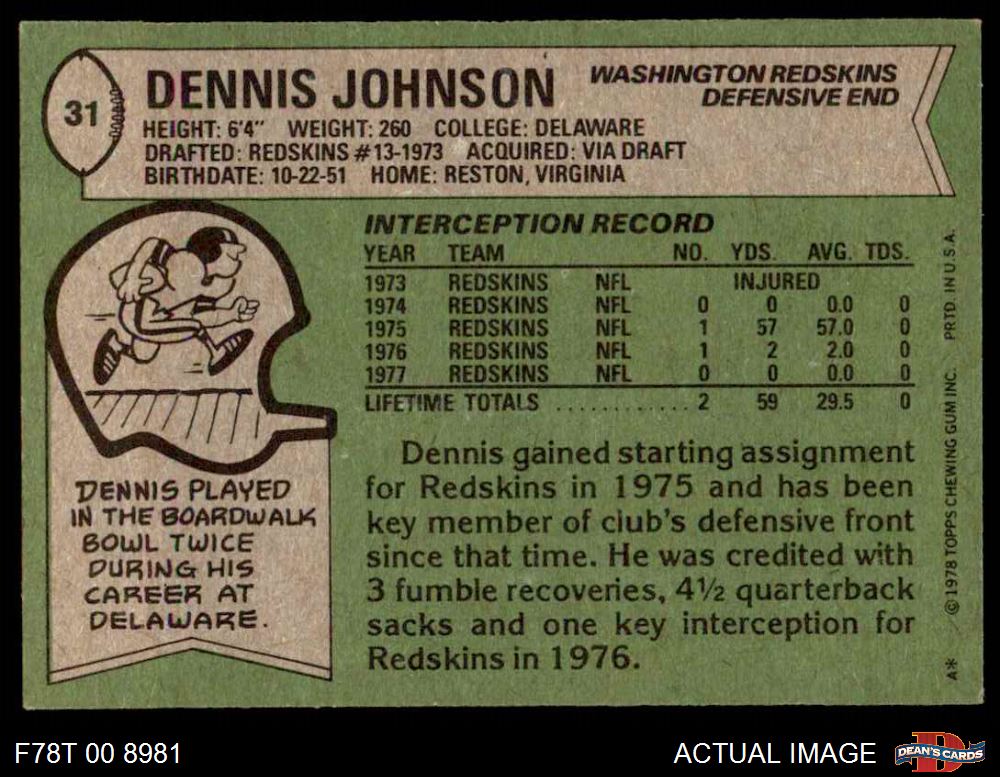 31
DENNIS JOHNSON
WASHINGTON REDSKINS
DEFENSIVE END
HEIGHT: 6'4" WEIGHT: 260 COLLEGE: DELAWARE
DRAFTED: REDSKINS #13-1973 ACQUIRED: VIA DRAFT
BIRTHDATE: 10-22-51 HOME: RESTON, VIRGINIA
INTERCEPTION RECORD
YEAR TEAM NO. YDS. AVG. TDS.
1973 REDSKINS NFL INJURED
1974 REDSKINS NFL 0 0 0.0 0
1975 REDSKINS NFL 1 57 57.0 0
1976 REDSKINS NFL 1 2 2.0 0
1977 REDSKINS NFL 0 0 0.0 0
LIFETIME TOTALS ............ 2 59 29.5 0
Dennis gained starting assignment
for Redskins in 1975 and has been
key member of club's defensive front
since that time. He was credited with
3 fumble recoveries, 4½ quarterback
sacks and one key interception for
Redskins in 1976.
DENNIS PLAYED
IN THE BOARDWALK
BOWL TWICE
DURING HIS
CAREER AT
DELAWARE.
A* © 1978 TOPPS CHEWING GUM INC. PRTD. IN U.S.A.
F78T 00 8981
ACTUAL IMAGE
DEAN'S CARDS